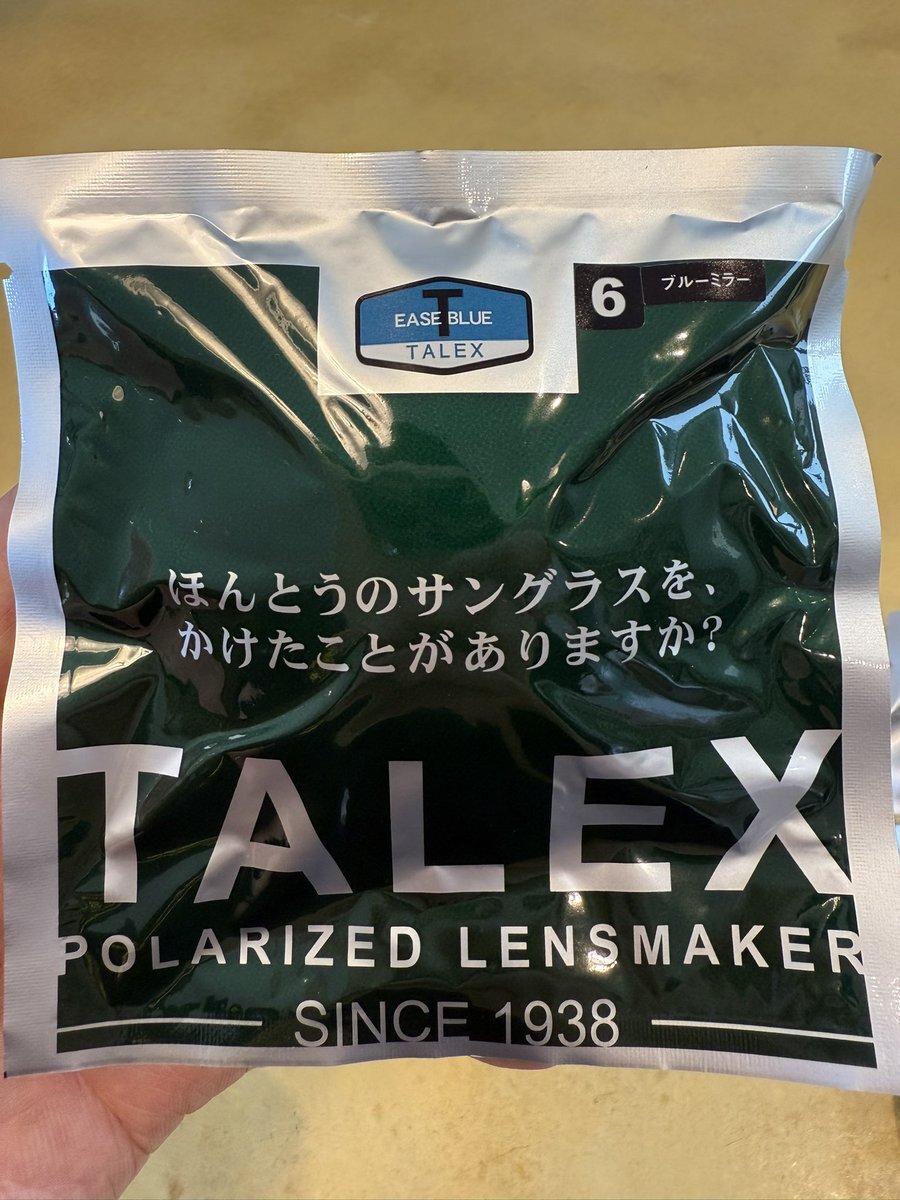 T
EASE BLUE
TALEX
6 ブルーミラー
ほんとうのサングラスを、
かけたことがありますか?
TALEX
POLARIZED LENSMAKER
SINCE 1938